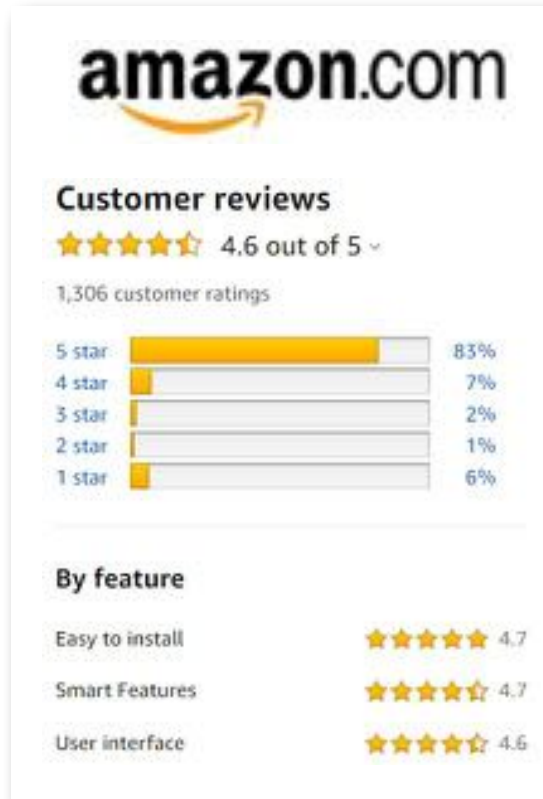 amazon.com
Customer reviews
4.6 out of 5
1,306 customer ratings
5 star 83%
4 star 7%
3 star 2%
2 star 1%
1 star 6%
By feature
Easy to install 4.7
Smart Features 4.7
User interface 4.6